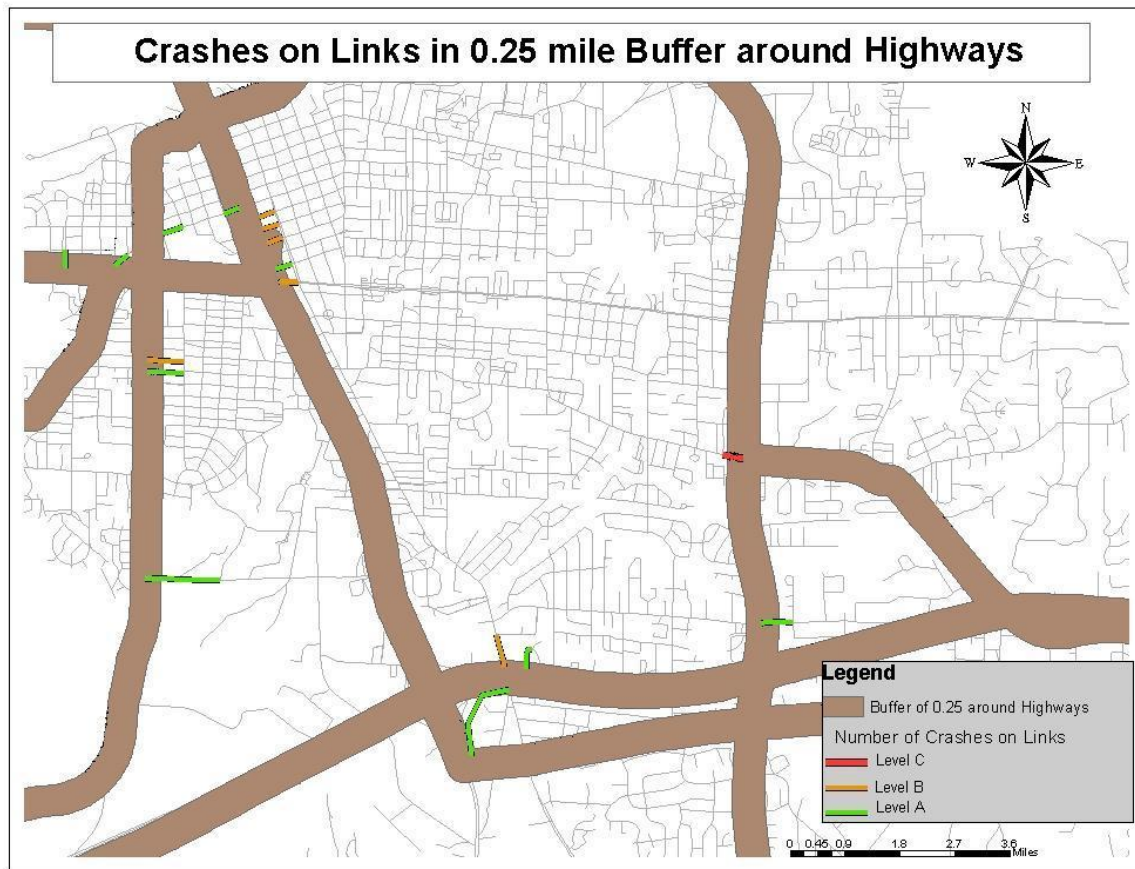 Crashes on Links in 0.25 mile Buffer around Highways
N
W E
S
Legend
Buffer of 0.25 around Highways
Number of Crashes on Links
Level C
Level B
Level A
0 0.45 0.9 1.8 2.7 3.6
Miles